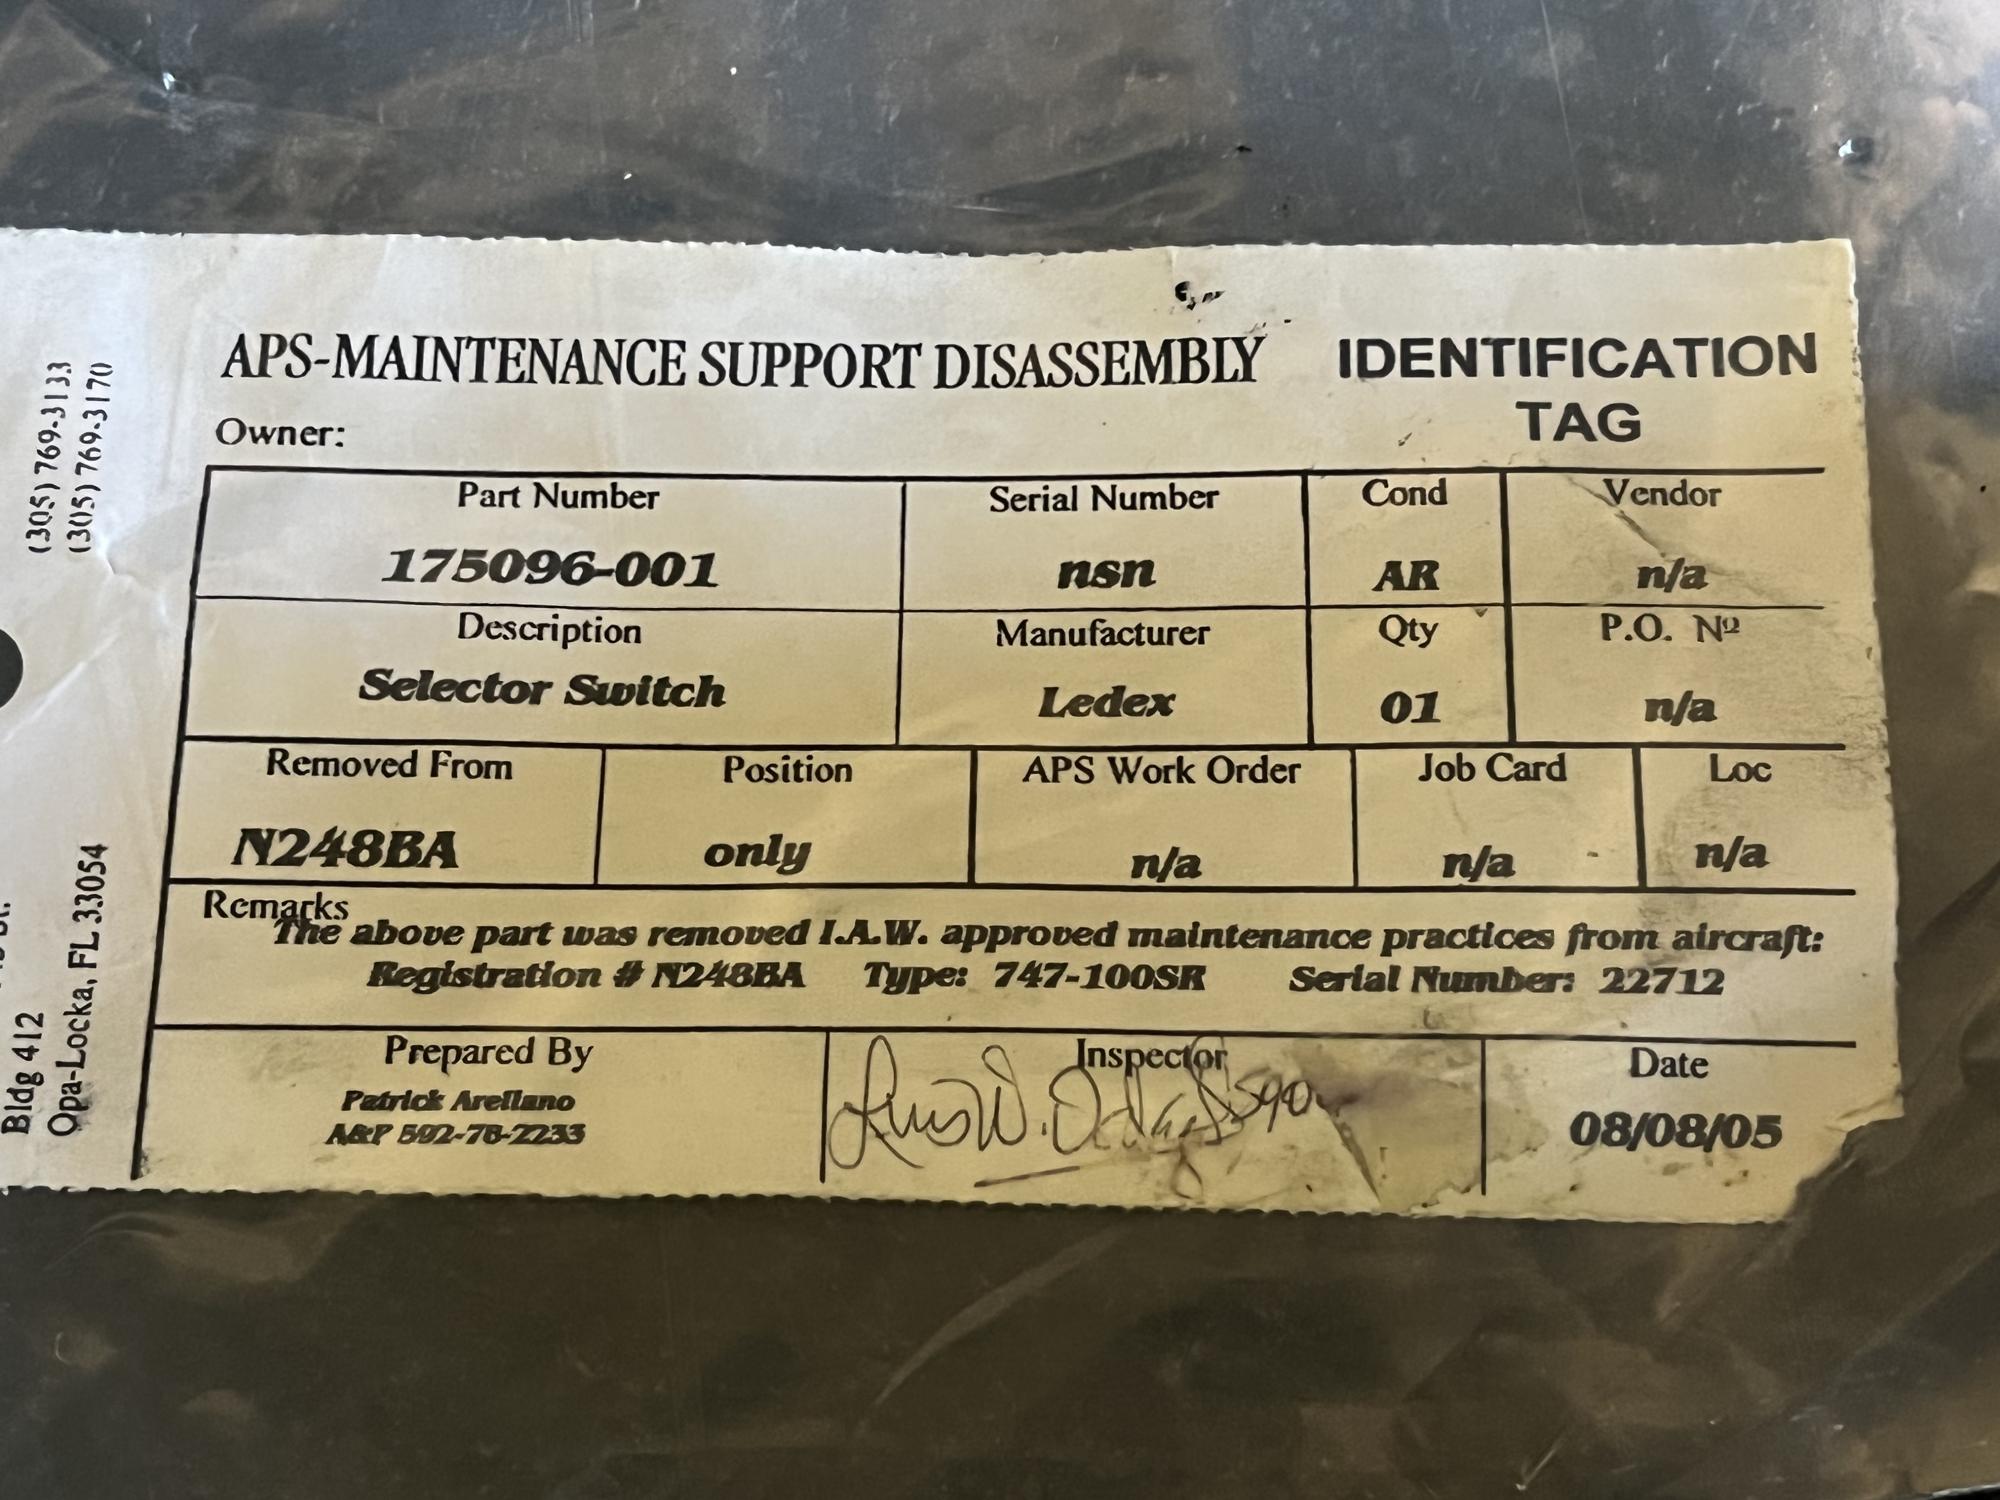 (305) 769-3133
(305) 769-3170
Bldg 412
Opa-Locka, FL 33054
APS-MAINTENANCE SUPPORT DISASSEMBLY
IDENTIFICATION
TAG
Owner:
Part Number Serial Number Cond Vendor
175096-001 nsn AR n/a
Description Manufacturer Qty P.O. Nº
Selector Switch Ledex 01 n/a
Removed From Position APS Work Order Job Card Loc
N248BA only n/a n/a n/a
Remarks
The above part was removed I.A.W. approved maintenance practices from aircraft:
Registration # N248BA Type: 747-100SR Serial Number: 22712
Prepared By Inspector Date
Patrick Arellano
A&P 592-78-2233
Luis W.
08/08/05